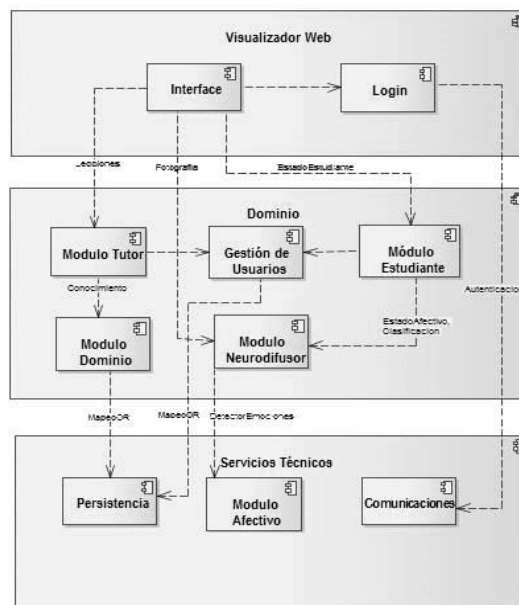 Visualizador Web
Interface
Login
Lecciones
Fotografia
EstadoEstudiante
Dominio
Modulo Tutor
Gestión de
Usuarios
Módulo
Estudiante
Conocimiento
Autenticacion
EstadoAfectivo,
Clasificacion
Modulo
Dominio
Modulo
Neurodifusor
MapeoOR
MapeoOR
DetectorEmociones
Servicios Técnicos
Persistencia
Modulo
Afectivo
Comunicaciones